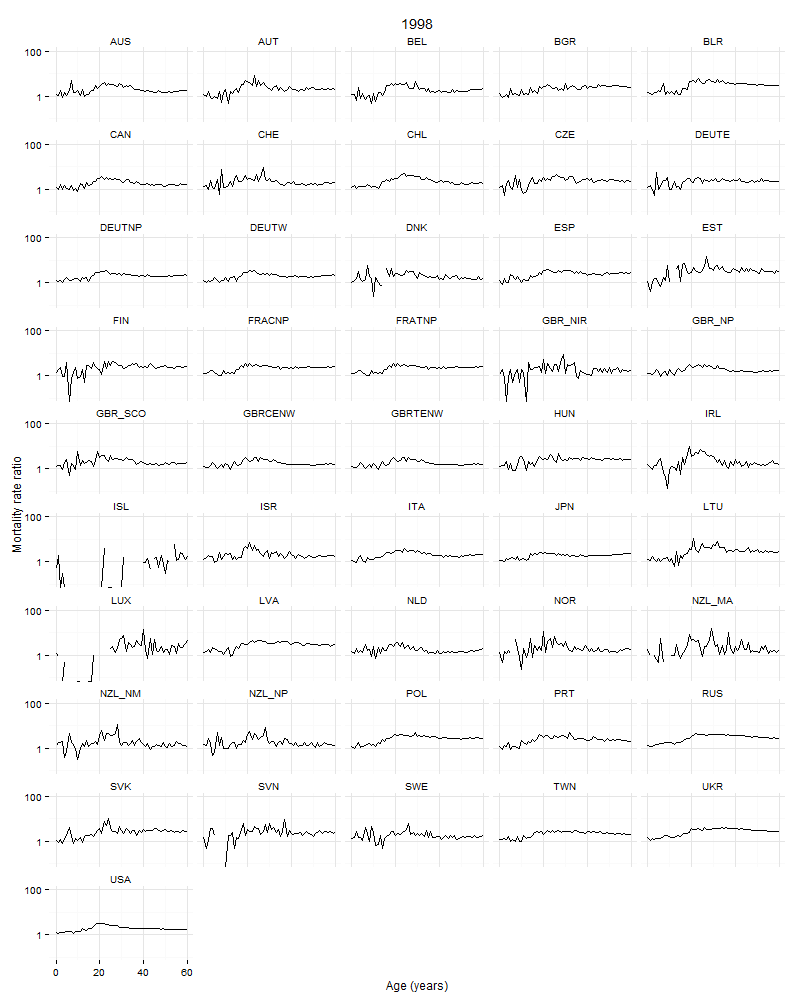 1998
AUS AUT BEL BGR BLR
100
1
CAN CHE CHL CZE DEUTE
100
1
DEUTNP DEUTW DNK ESP EST
100
1
FIN FRACNP FRATNP GBR_NIR GBR_NP
100
1
GBR_SCO GBRCENW GBRTENW HUN IRL
100
1
Mortality rate ratio
ISL ISR ITA JPN LTU
100
1
LUX LVA NLD NOR NZL_MA
100
1
NZL_NM NZL_NP POL PRT RUS
100
1
SVK SVN SWE TWN UKR
100
1
USA
100
1
0 20 40 60
Age (years)